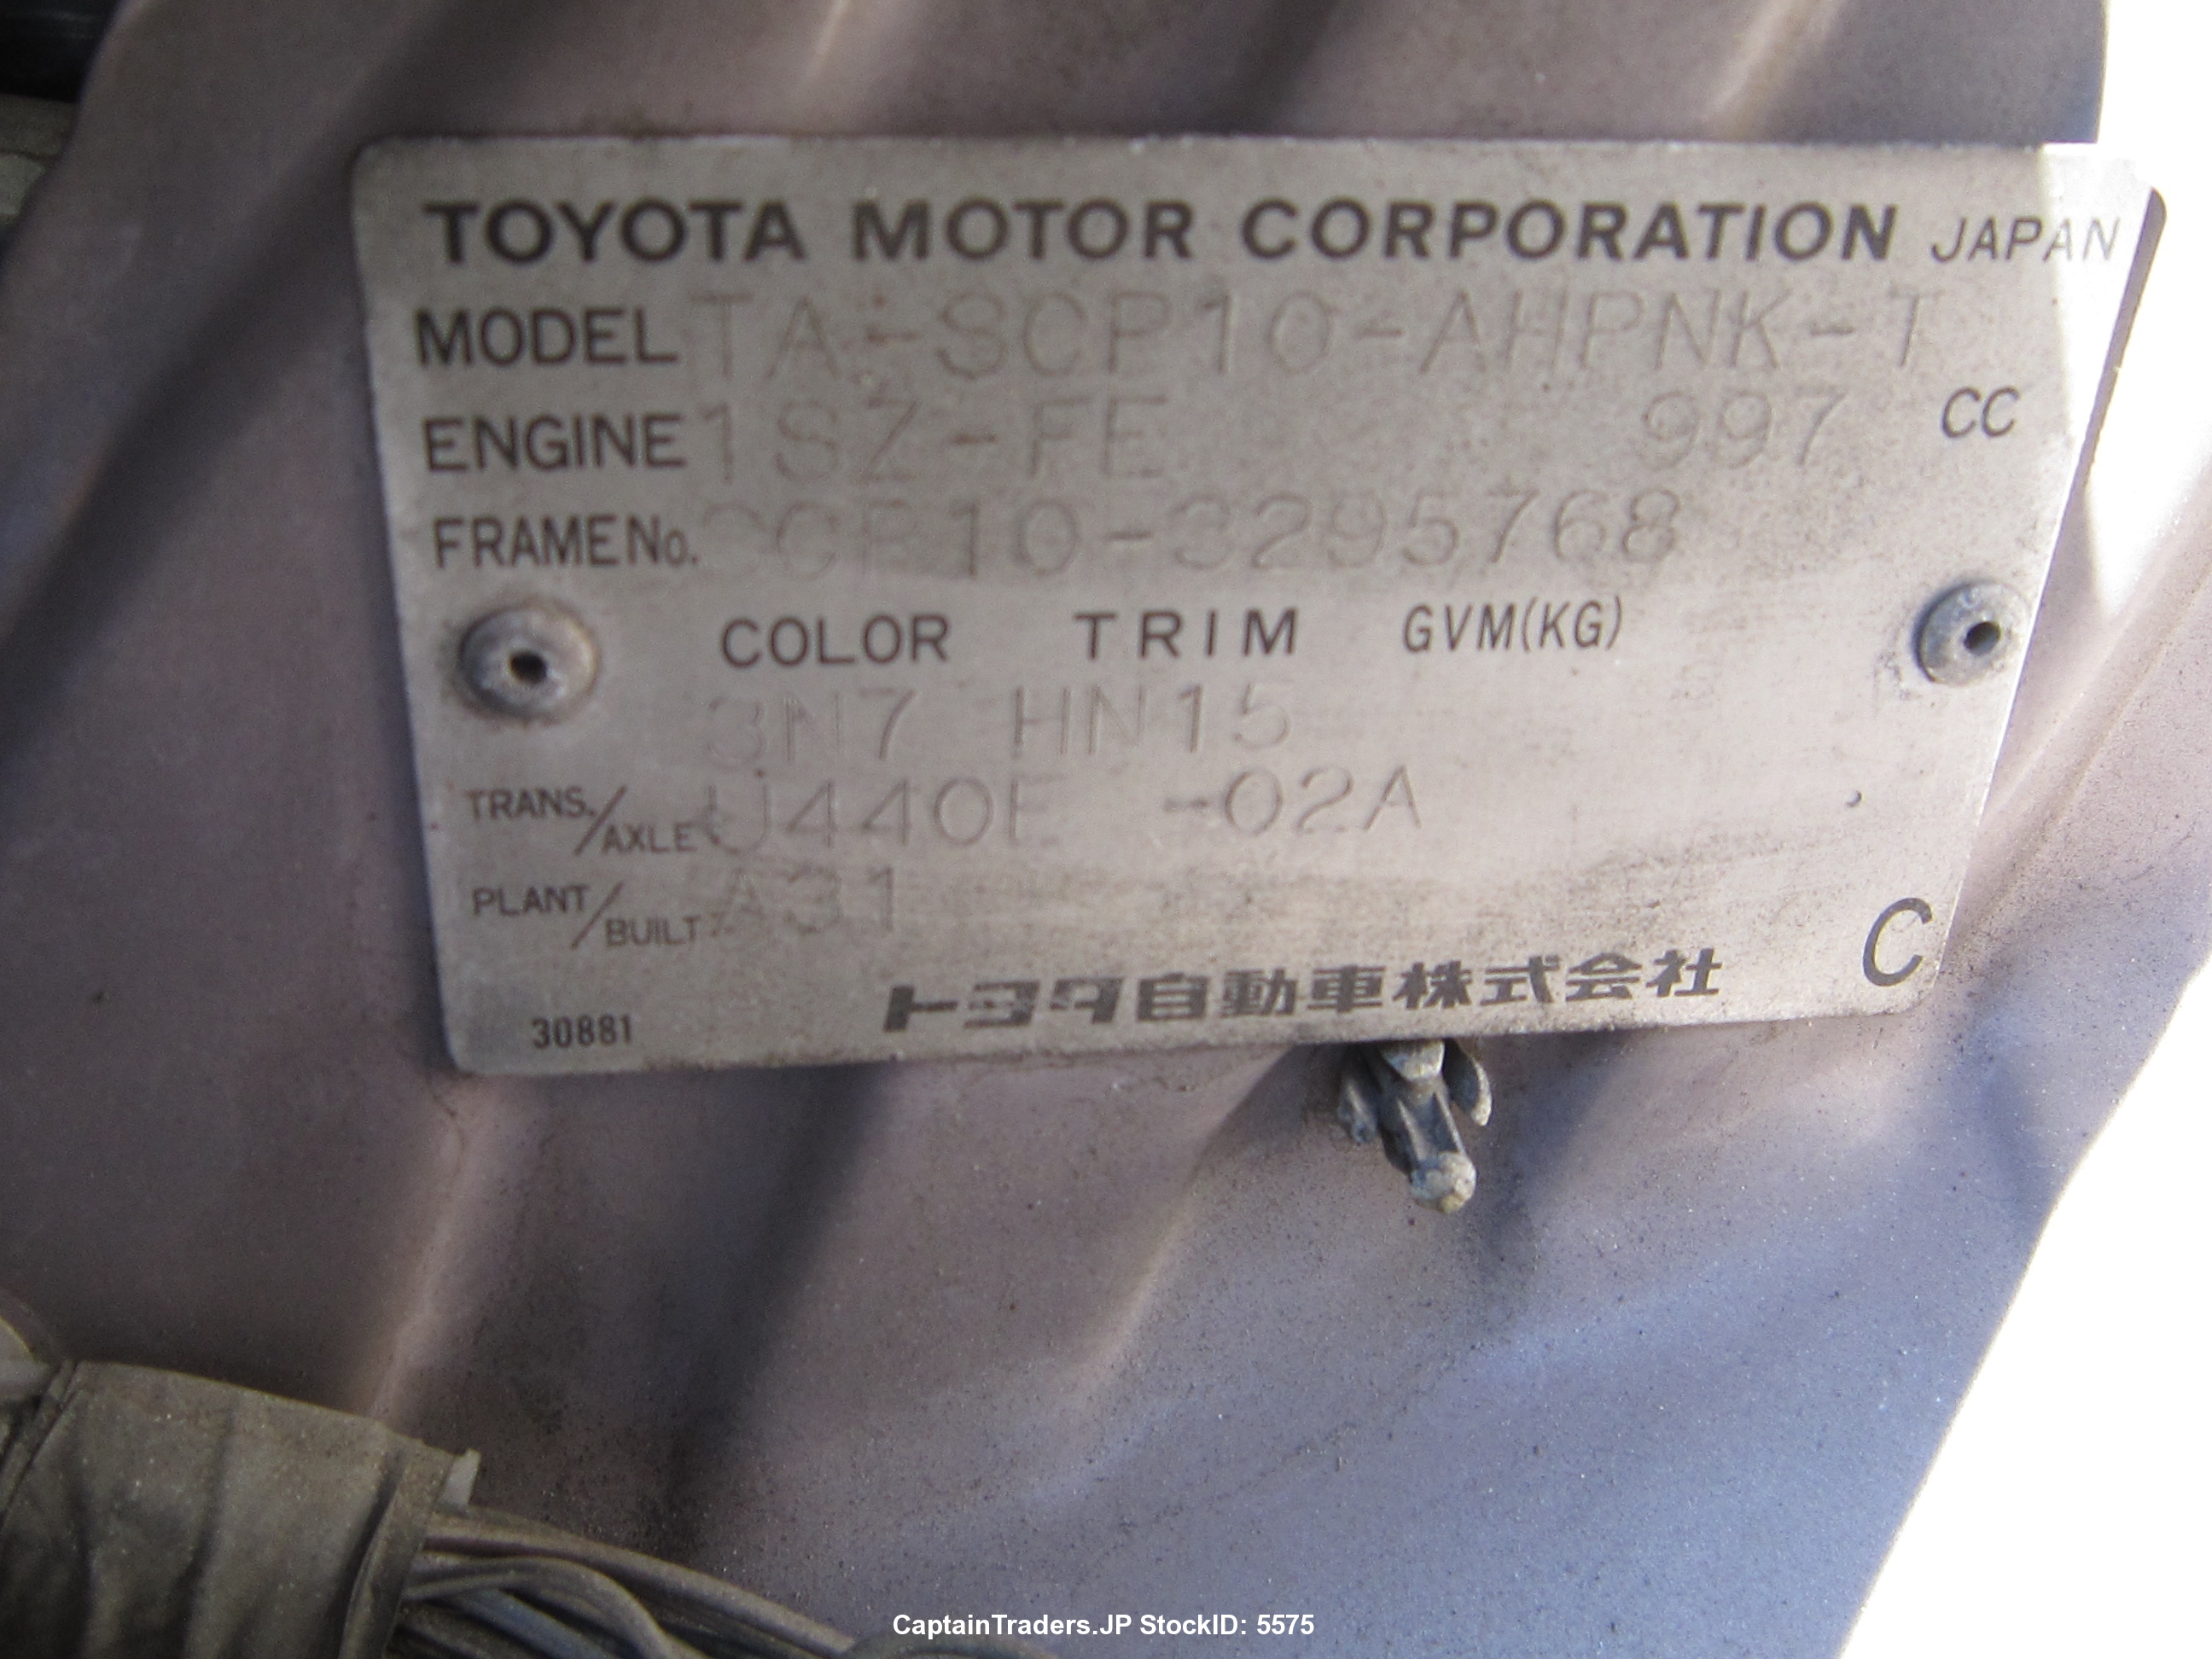 TOYOTA MOTOR CORPORATION JAPAN
MODEL TA-SCP10-AHPNK-T
ENGINE 1SZ-FE 997 CC
FRAME No. SCP10-3295768
COLOR TRIM GVM(KG)
3N7 HN15
TRANS./AXLE U440E -02A
PLANT/BUILT A31
C
30881 トヨタ自動車株式会社
CaptainTraders.JP StockID: 5575